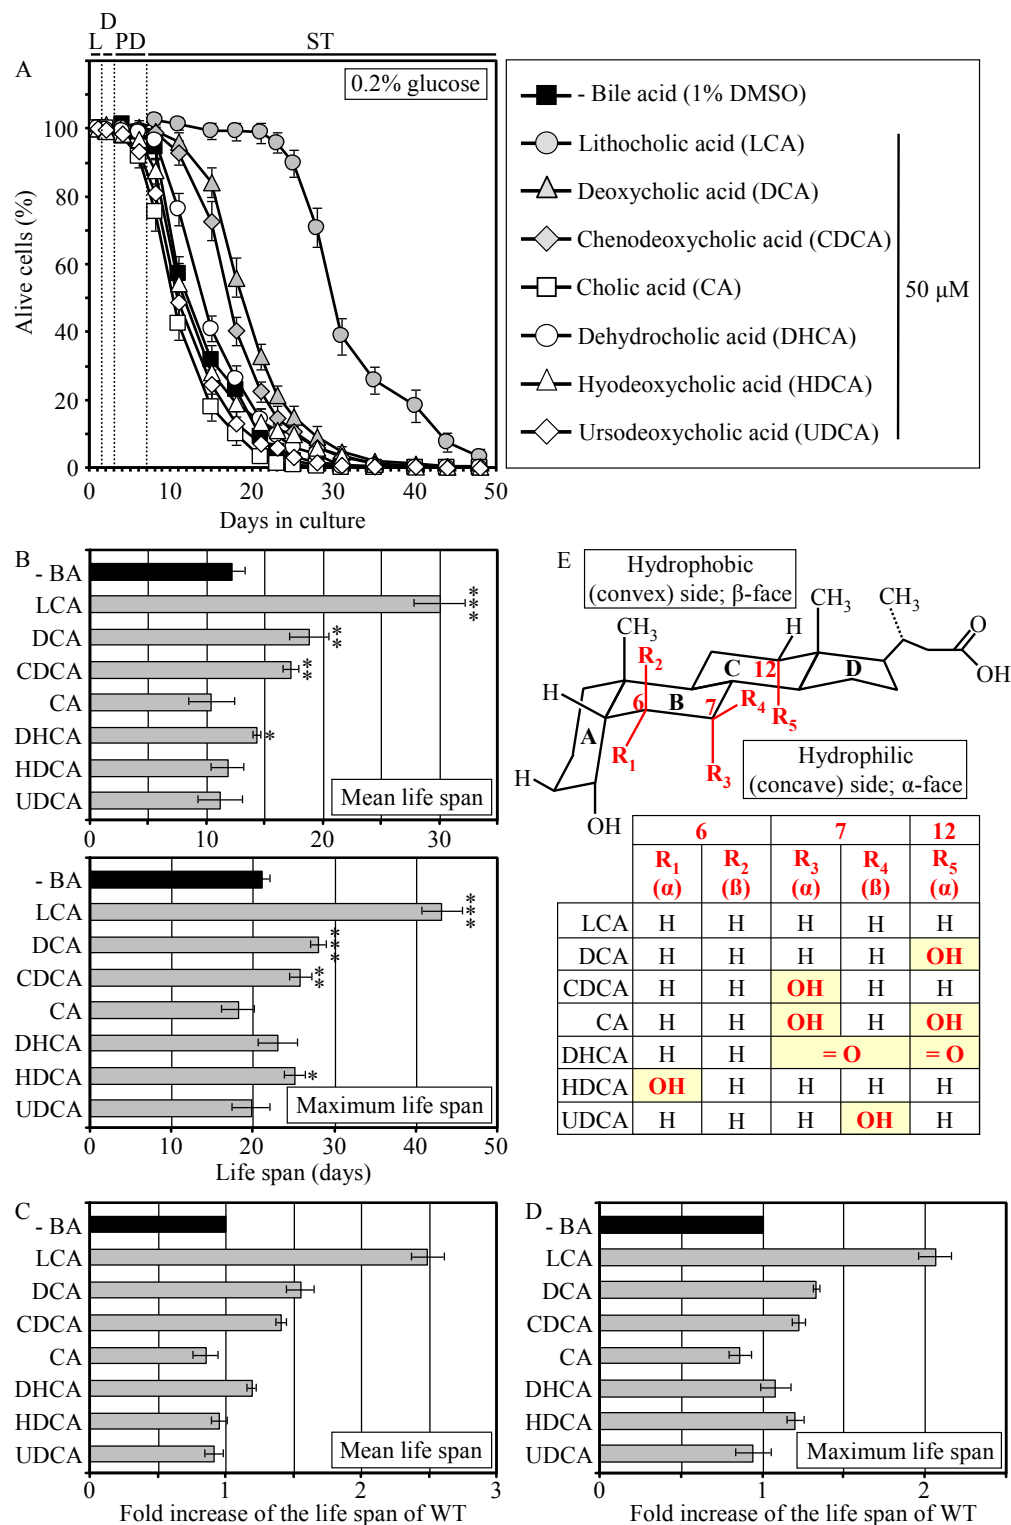 D
L PD ST
A
0.2% glucose
Alive cells (%)
100
80
60
40
20
0
0 10 20 30 40 50
Days in culture
- Bile acid (1% DMSO)
Lithocholic acid (LCA)
Deoxycholic acid (DCA)
Chenodeoxycholic acid (CDCA)
Cholic acid (CA)
Dehydrocholic acid (DHCA)
Hyodeoxycholic acid (HDCA)
Ursodeoxycholic acid (UDCA)
50 µM
B
- BA
LCA ***
DCA **
CDCA **
CA
DHCA *
HDCA
UDCA
Mean life span
0 10 20 30
- BA
LCA ***
DCA ***
CDCA **
CA
DHCA
HDCA *
UDCA
Maximum life span
0 10 20 30 40 50
Life span (days)
E
Hydrophobic
(convex) side; β-face
CH3
CH3
CH3
H
O
OH
R2
C
12
D
H
6
B
7
R4
R5
A
R1
R3
H
OH
Hydrophilic
(concave) side; α-face
6 7 12
R1 R2 R3 R4 R5
(α) (ß) (α) (ß) (α)
LCA H H H H H
DCA H H H H OH
CDCA H H OH H H
CA H H OH H OH
DHCA H H = O = O
HDCA OH H H H H
UDCA H H H OH H
C
- BA
LCA
DCA
CDCA
CA
DHCA
HDCA
UDCA
Mean life span
0 1 2 3
Fold increase of the life span of WT
D
- BA
LCA
DCA
CDCA
CA
DHCA
HDCA
UDCA
Maximum life span
0 1 2
Fold increase of the life span of WT